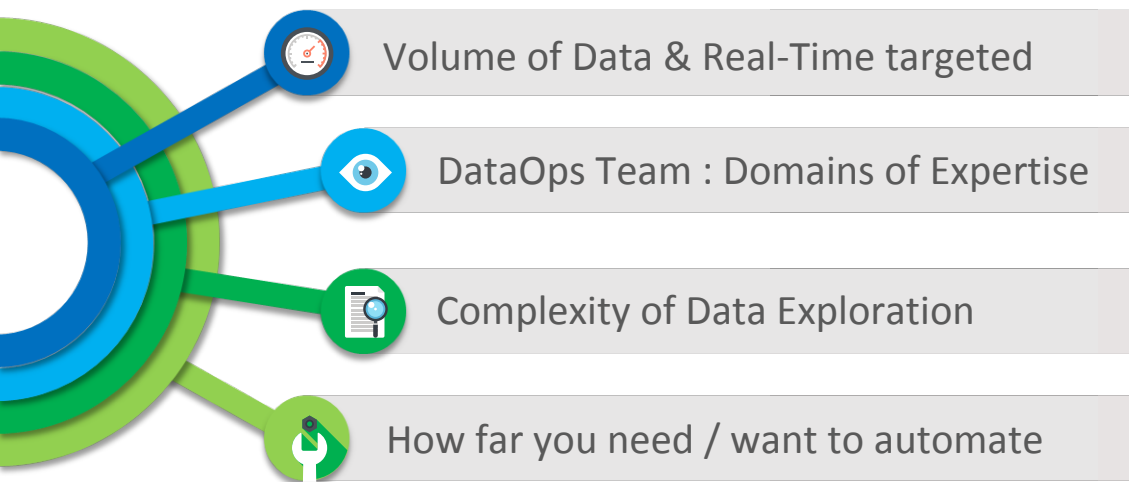 Volume of Data & Real-Time targeted
DataOps Team : Domains of Expertise
Complexity of Data Exploration
How far you need / want to automate